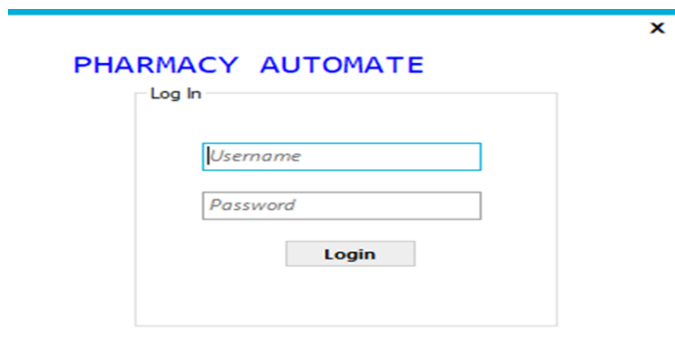 ×
PHARMACY AUTOMATE
Log In
Username
Password
Login